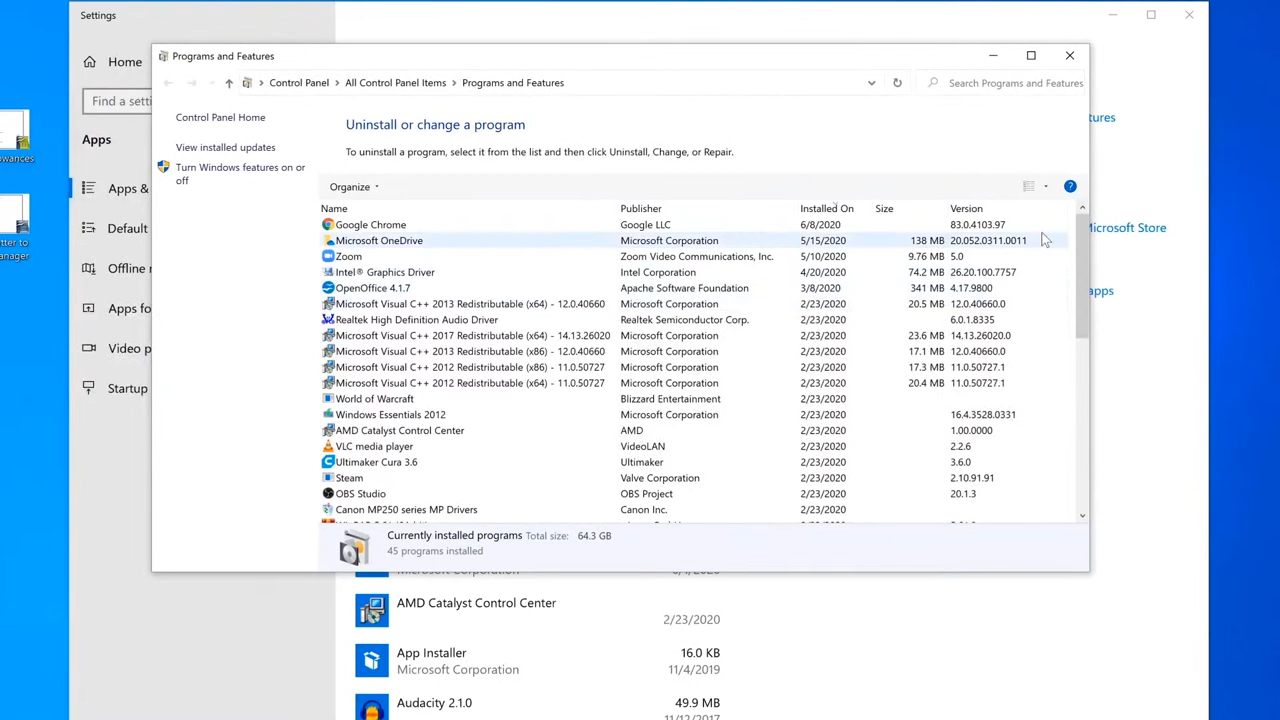 Settings
Home
Find a setti
Apps
Apps &
Default
Offline
Apps fo
Video p
Startup
owances
tter to
anager
Programs and Features
Control Panel > All Control Panel Items > Programs and Features
Search Programs and Features
Control Panel Home
View installed updates
Turn Windows features on or
off
Uninstall or change a program
To uninstall a program, select it from the list and then click Uninstall, Change, or Repair.
Organize
Name Publisher Installed On Size Version
Google Chrome Google LLC 6/8/2020 83.0.4103.97
Microsoft OneDrive Microsoft Corporation 5/15/2020 138 MB 20.052.0311.0011
Zoom Zoom Video Communications, Inc. 5/10/2020 9.76 MB 5.0
Intel® Graphics Driver Intel Corporation 4/20/2020 74.2 MB 26.20.100.7757
OpenOffice 4.1.7 Apache Software Foundation 3/8/2020 341 MB 4.17.9800
Microsoft Visual C++ 2013 Redistributable (x64) - 12.0.40660 Microsoft Corporation 2/23/2020 20.5 MB 12.0.40660.0
Realtek High Definition Audio Driver Realtek Semiconductor Corp. 2/23/2020 6.0.1.8335
Microsoft Visual C++ 2017 Redistributable (x64) - 14.13.26020 Microsoft Corporation 2/23/2020 23.6 MB 14.13.26020.0
Microsoft Visual C++ 2013 Redistributable (x86) - 12.0.40660 Microsoft Corporation 2/23/2020 17.1 MB 12.0.40660.0
Microsoft Visual C++ 2012 Redistributable (x86) - 11.0.50727 Microsoft Corporation 2/23/2020 17.3 MB 11.0.50727.1
Microsoft Visual C++ 2012 Redistributable (x64) - 11.0.50727 Microsoft Corporation 2/23/2020 20.4 MB 11.0.50727.1
World of Warcraft Blizzard Entertainment 2/23/2020
Windows Essentials 2012 Microsoft Corporation 2/23/2020 16.4.3528.0331
AMD Catalyst Control Center AMD 2/23/2020 1.00.0000
VLC media player VideoLAN 2/23/2020 2.2.6
Ultimaker Cura 3.6 Ultimaker 2/23/2020 3.6.0
Steam Valve Corporation 2/23/2020 2.10.91.91
OBS Studio OBS Project 2/23/2020 20.1.3
Canon MP250 series MP Drivers Canon Inc. 2/23/2020
Currently installed programs Total size: 64.3 GB
45 programs installed
tures
Microsoft Store
apps
Microsoft Corporation
AMD Catalyst Control Center
2/23/2020
App Installer 16.0 KB
Microsoft Corporation 11/4/2019
Audacity 2.1.0 49.9 MB
11/12/2017